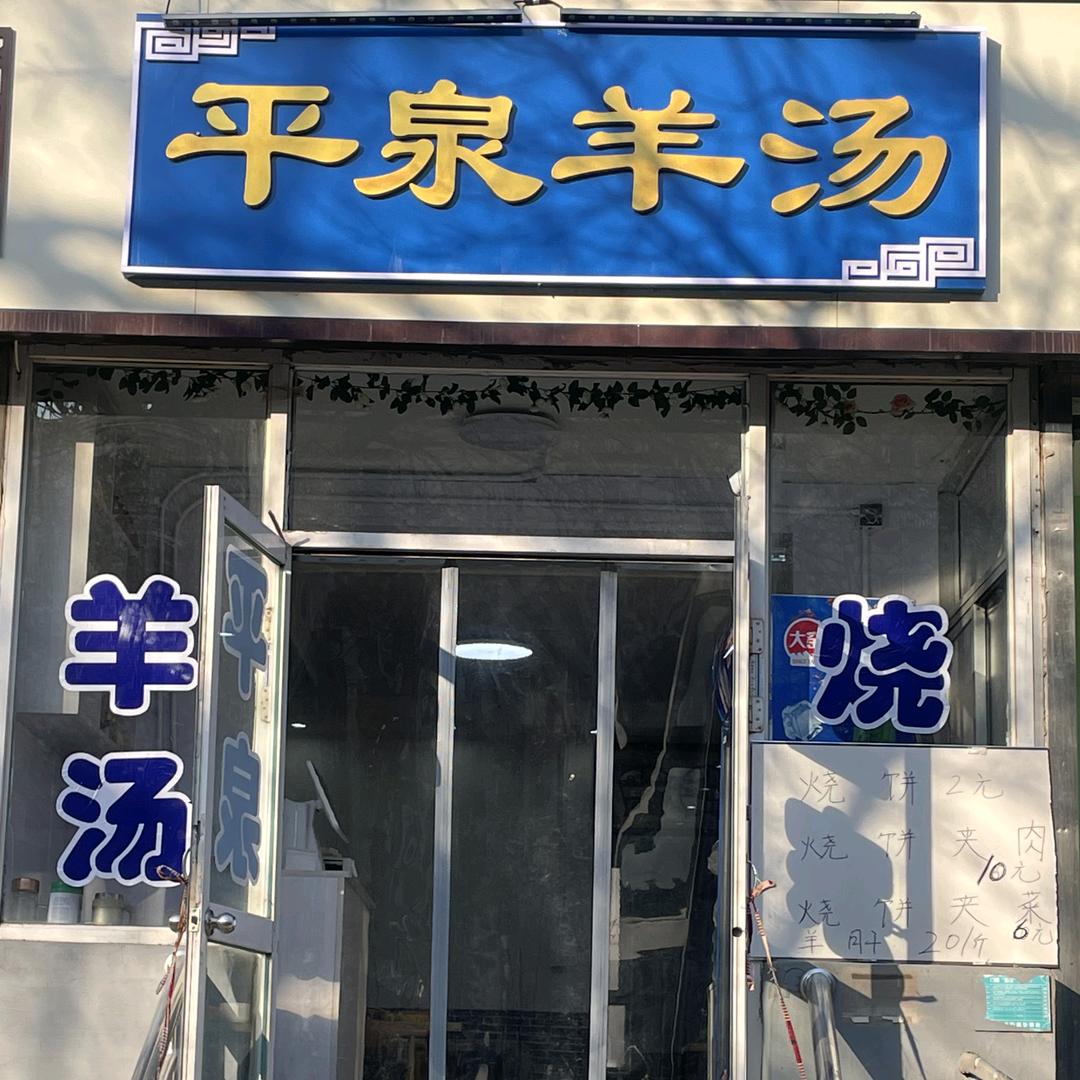 平泉羊汤
羊汤
平泉
烧
烧饼2元
烧饼夹肉
10元
烧饼夹菜
6元
羊肝 20/斤